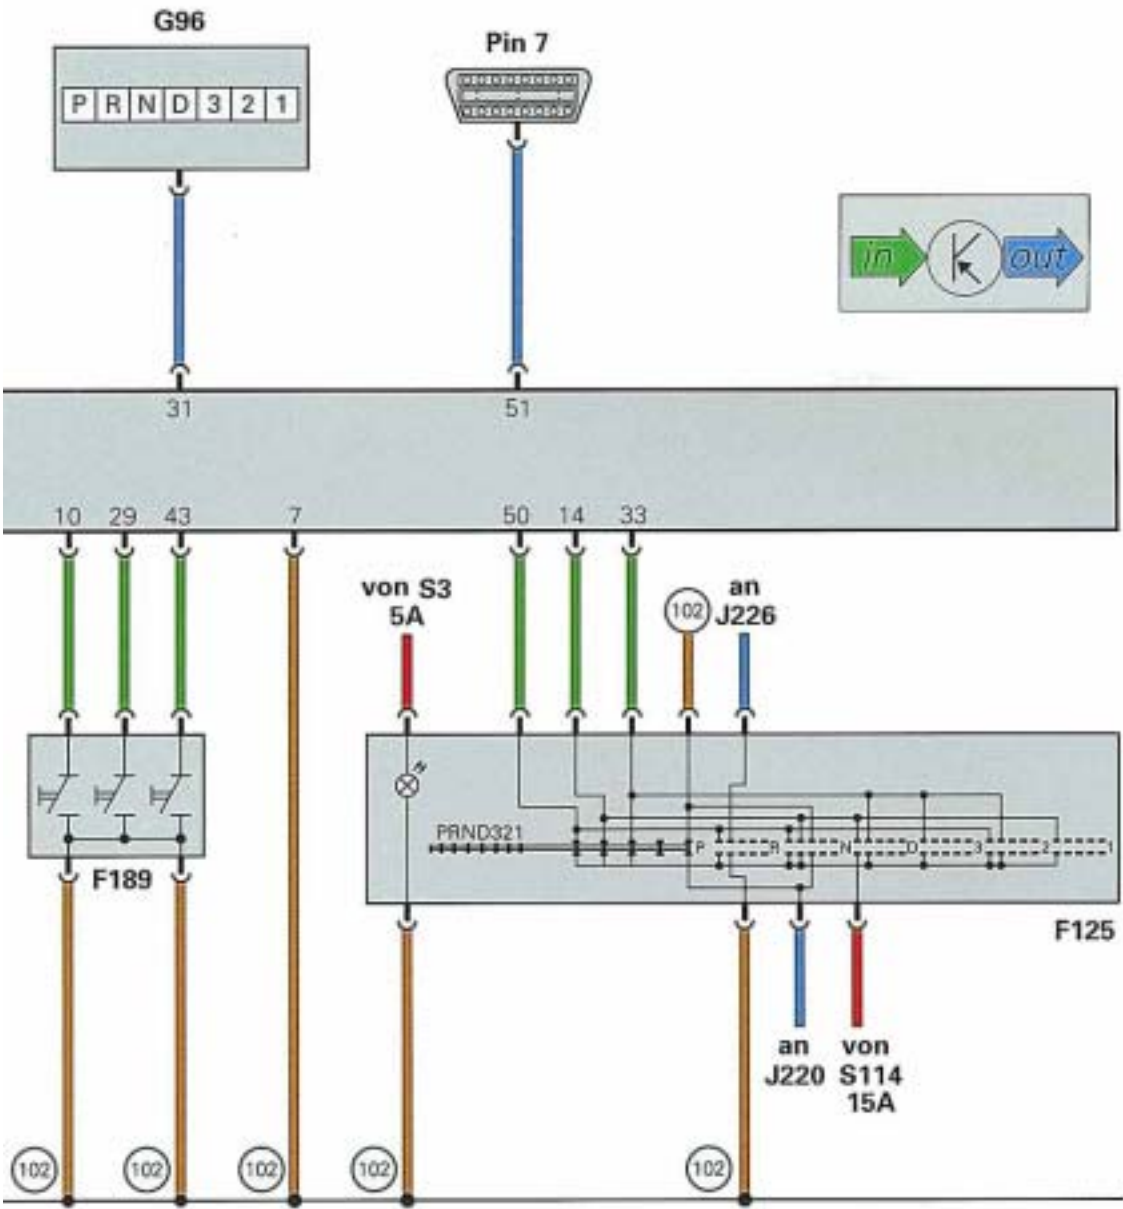 G96
Pin 7
P R N D 3 2 1
in
out
31
51
10 29 43 7 50 14 33
von S3
5A
102
an
J226
PRND321
P R N D 3 2 1
F189
F125
an
J220
von
S114
15A
102 102 102 102 102